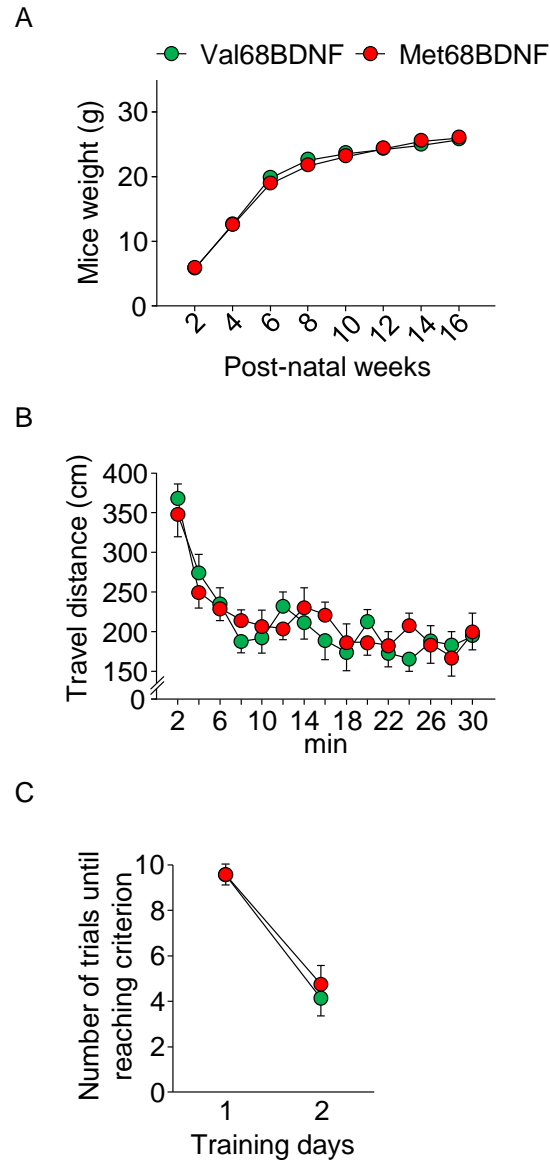 A
Val68BDNF Met68BDNF
Mice weight (g)
30
20
10
0
2 4 6 8 10 12 14 16
Post-natal weeks
B
Travel distance (cm)
400
350
300
250
200
150
0
2 6 10 14 18 22 26 30
min
C
Number of trials until
reaching criterion
10
8
6
4
2
0
1 2
Training days